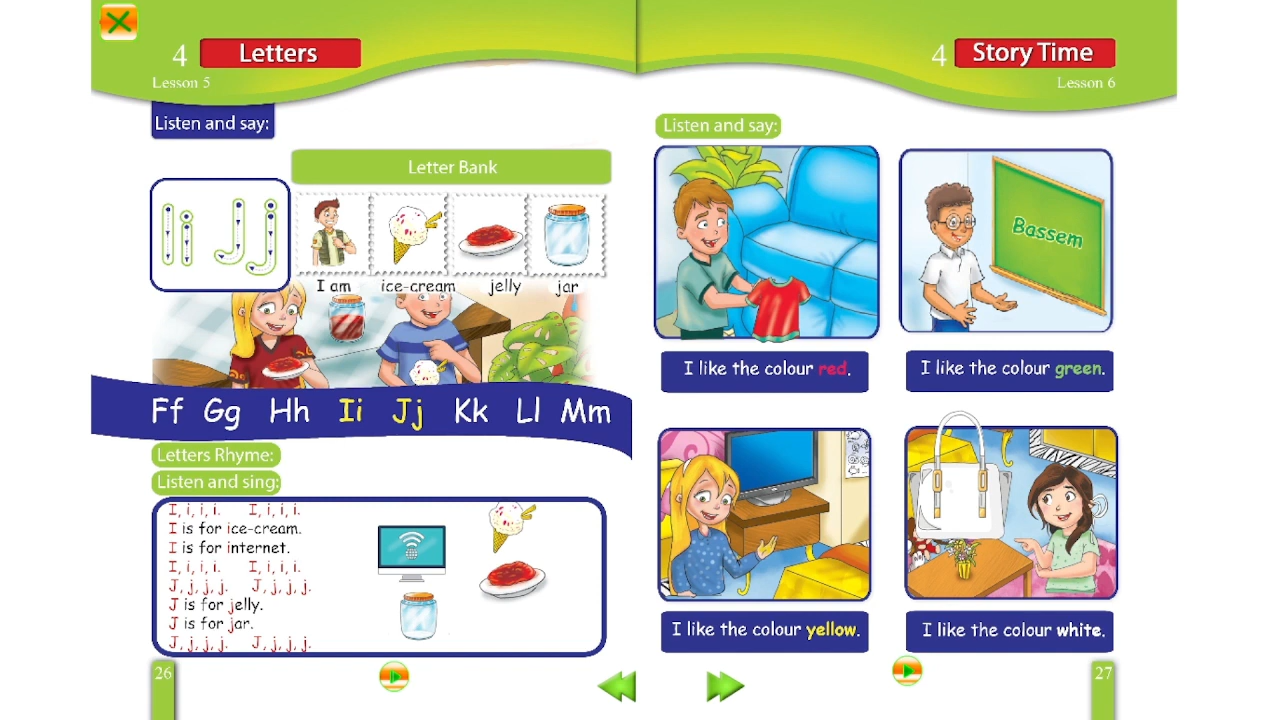 4 Letters
Lesson 5
Listen and say:
Letter Bank
Ii Jj
I am ice-cream jelly jar
Ff Gg Hh Ii Jj Kk Ll Mm
Letters Rhyme:
Listen and sing:
I, i, i, i. I, i, i, i.
I is for ice-cream.
I is for internet.
I, i, i, i. I, i, i, i.
J, j, j, j. J, j, j, j.
J is for jelly.
J is for jar.
J, j, j, j. J, j, j, j.
26
4 Story Time
Lesson 6
Listen and say:
Bassem
I like the colour red.
I like the colour green.
I like the colour yellow.
I like the colour white.
27